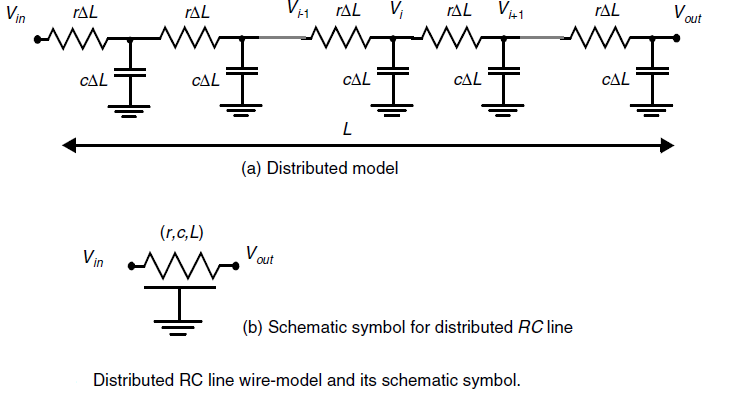 Vin rΔL rΔL Vi-1 rΔL Vi rΔL Vi+1 rΔL Vout
cΔL cΔL cΔL cΔL cΔL
L
(a) Distributed model
(r,c,L)
Vin Vout
(b) Schematic symbol for distributed RC line
Distributed RC line wire-model and its schematic symbol.